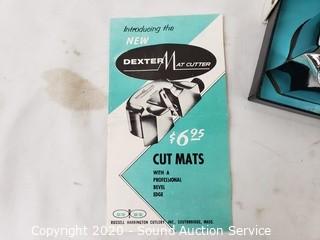 Introducing the
NEW
DEXTER MAT CUTTER
$6.95
CUT MATS
WITH A
PROFESSIONAL
BEVEL
EDGE
RUSSELL HARRINGTON CUTLERY, INC., SOUTHBRIDGE, MASS.
Copyright 2020 - Sound Auction Service